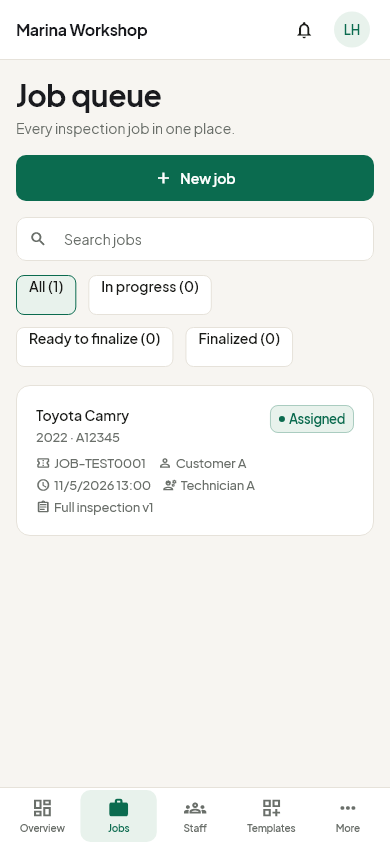 Marina Workshop
LH
Job queue
Every inspection job in one place.
+ New job
Search jobs
All (1)
In progress (0)
Ready to finalize (0)
Finalized (0)
Toyota Camry
Assigned
2022 · A12345
JOB-TEST0001
Customer A
11/5/2026 13:00
Technician A
Full inspection v1
Overview
Jobs
Staff
Templates
More